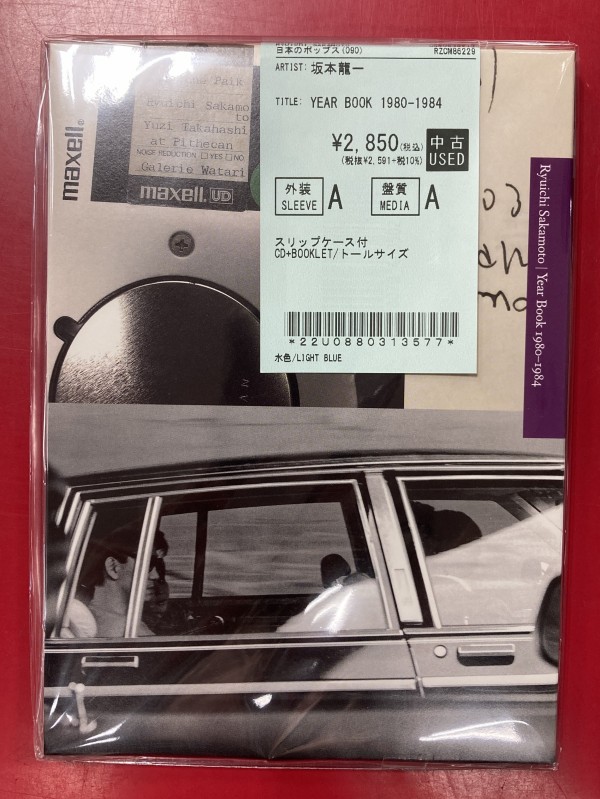 日本のポップス(090) RZCM86229
ARTIST: 坂本龍一
TITLE: YEAR BOOK 1980-1984
¥2,850(税込)
(税抜¥2,591+税10%)
中古
USED
外装
SLEEVE A
盤質
MEDIA A
スリップケース付
CD+BOOKLET/トールサイズ
*22U0880313577*
水色/LIGHT BLUE
maxell®
Paik
Ryuichi Sakamo
to
Yuzi Takahashi
at Pithecan
NOISE REDUCTION □YES □NO
Galerie Watari
maxell. UD
Ryuichi Sakamoto | Year Book 1980–1984